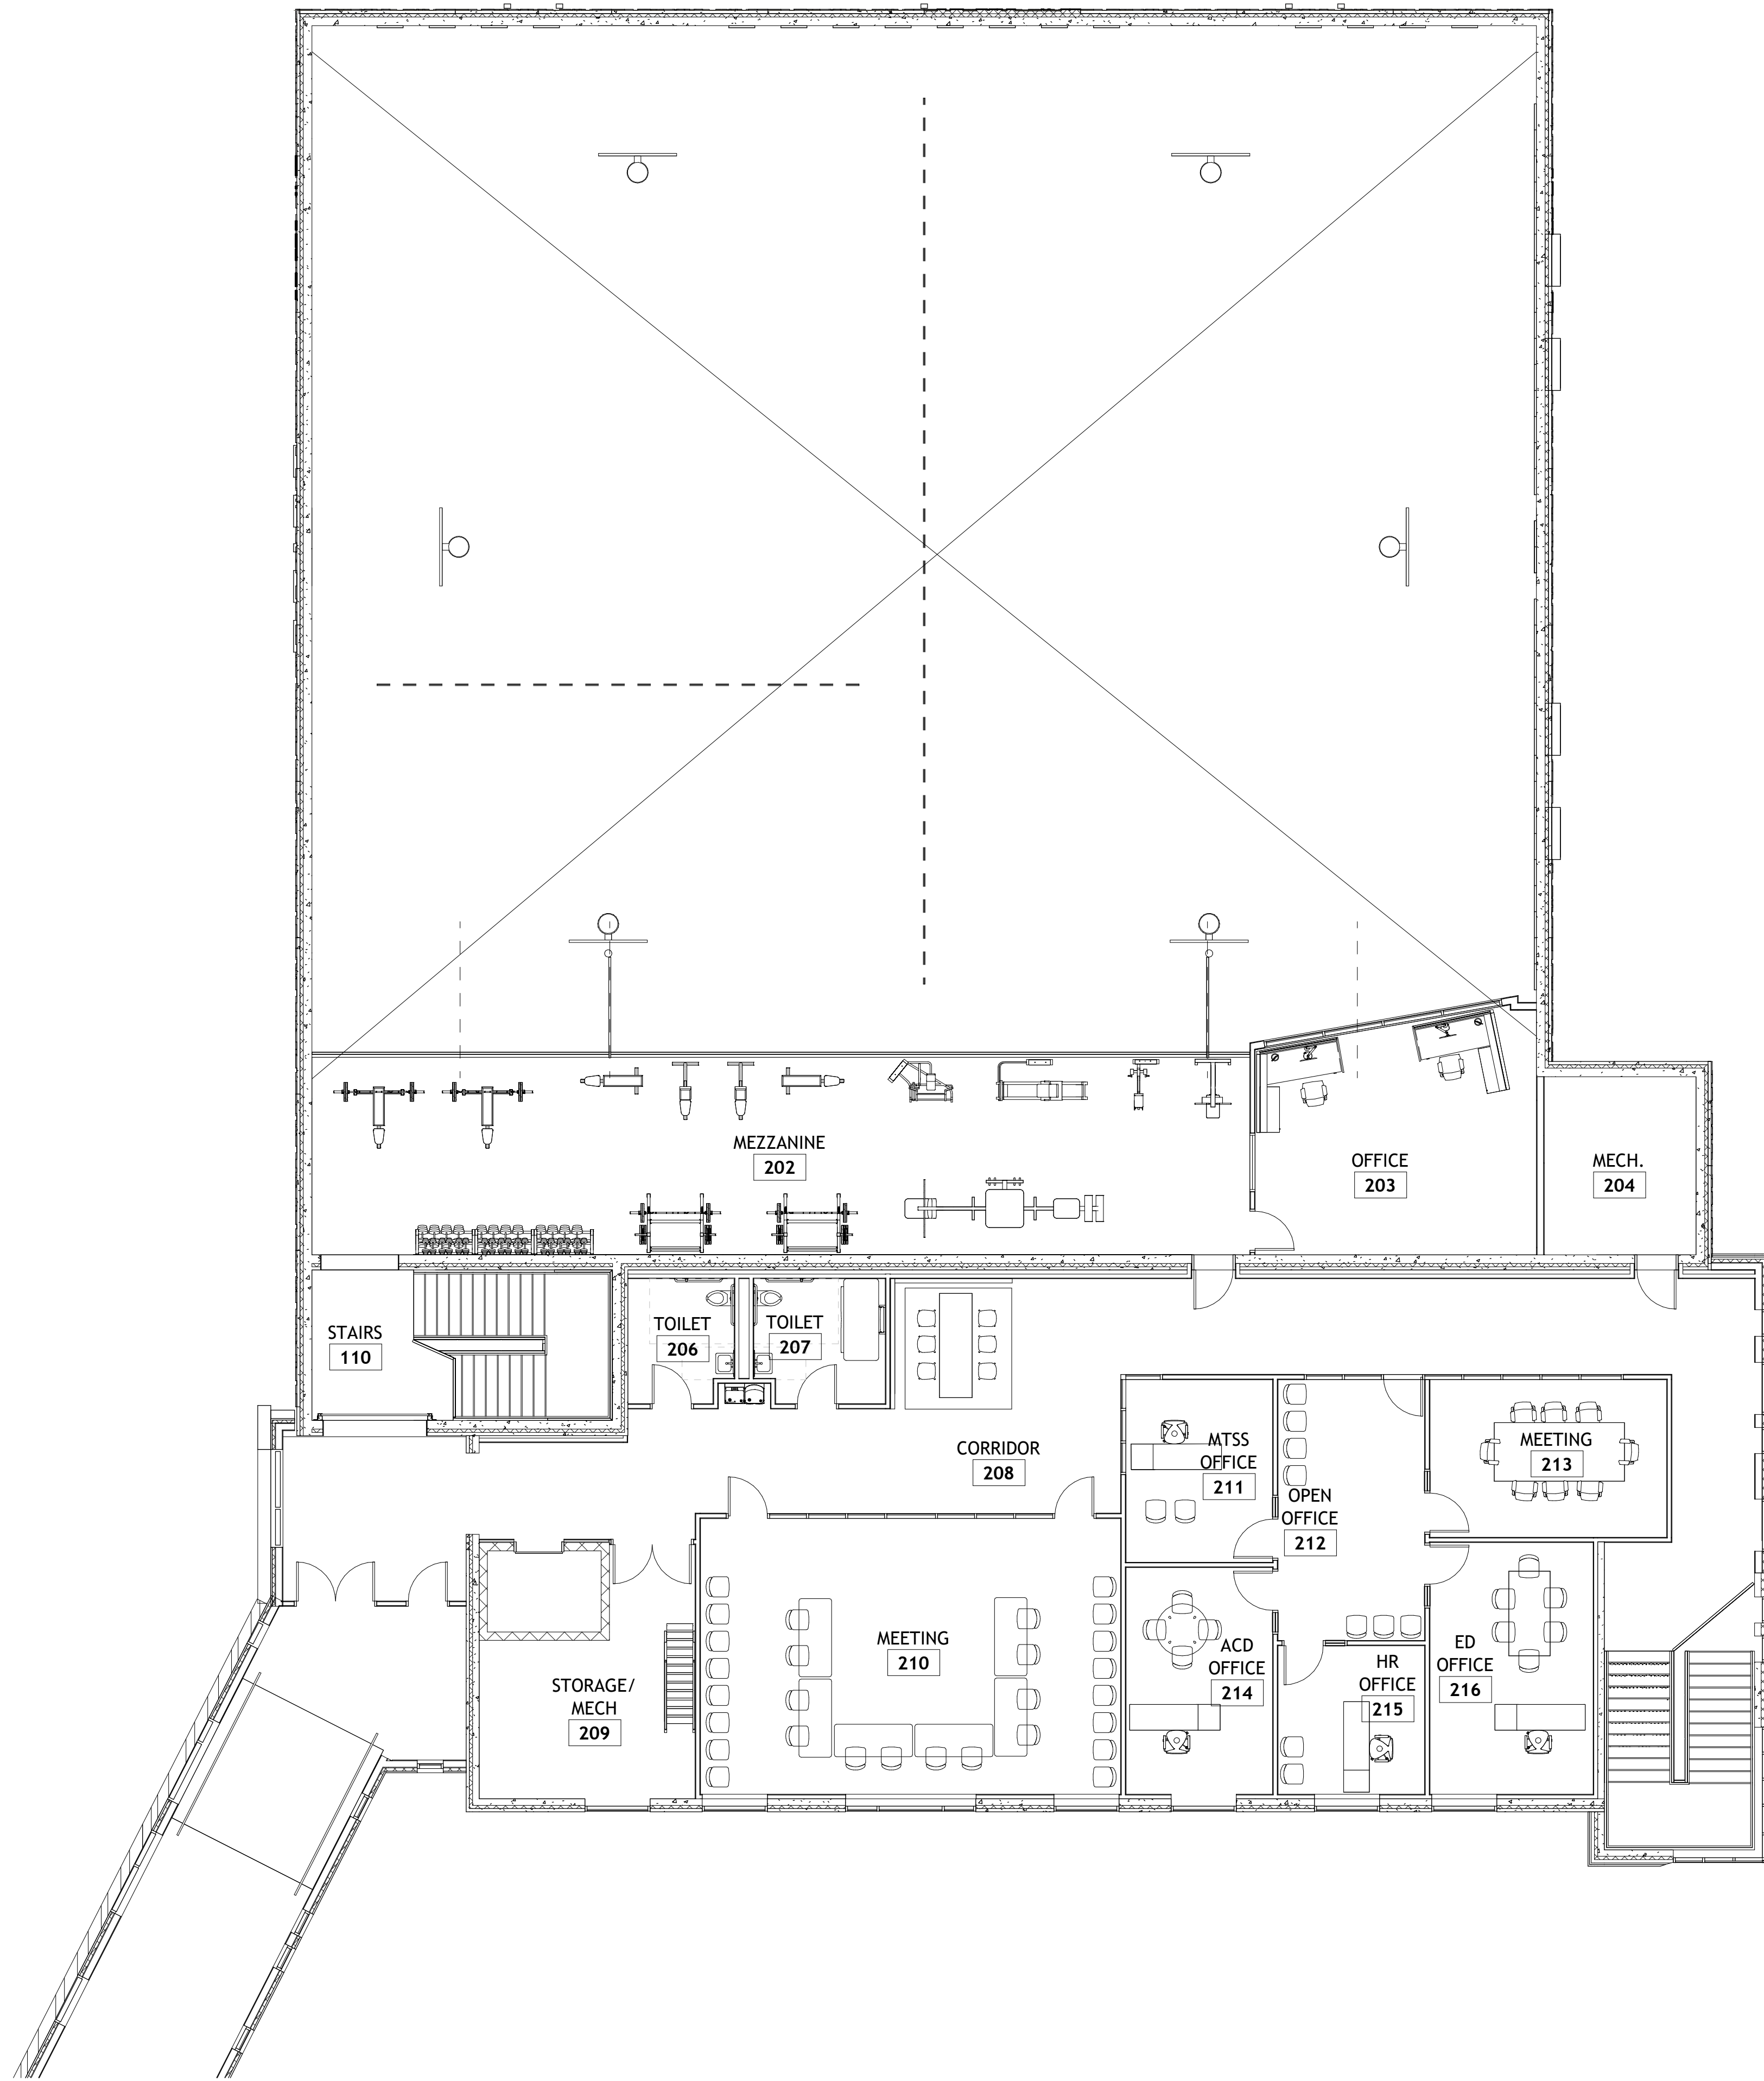 MEZZANINE
202
OFFICE
203
MECH.
204
STAIRS
110
TOILET
206
TOILET
207
CORRIDOR
208
MTSS
OFFICE
211
OPEN
OFFICE
212
MEETING
213
STORAGE/
MECH
209
MEETING
210
ACD
OFFICE
214
HR
OFFICE
215
ED
OFFICE
216